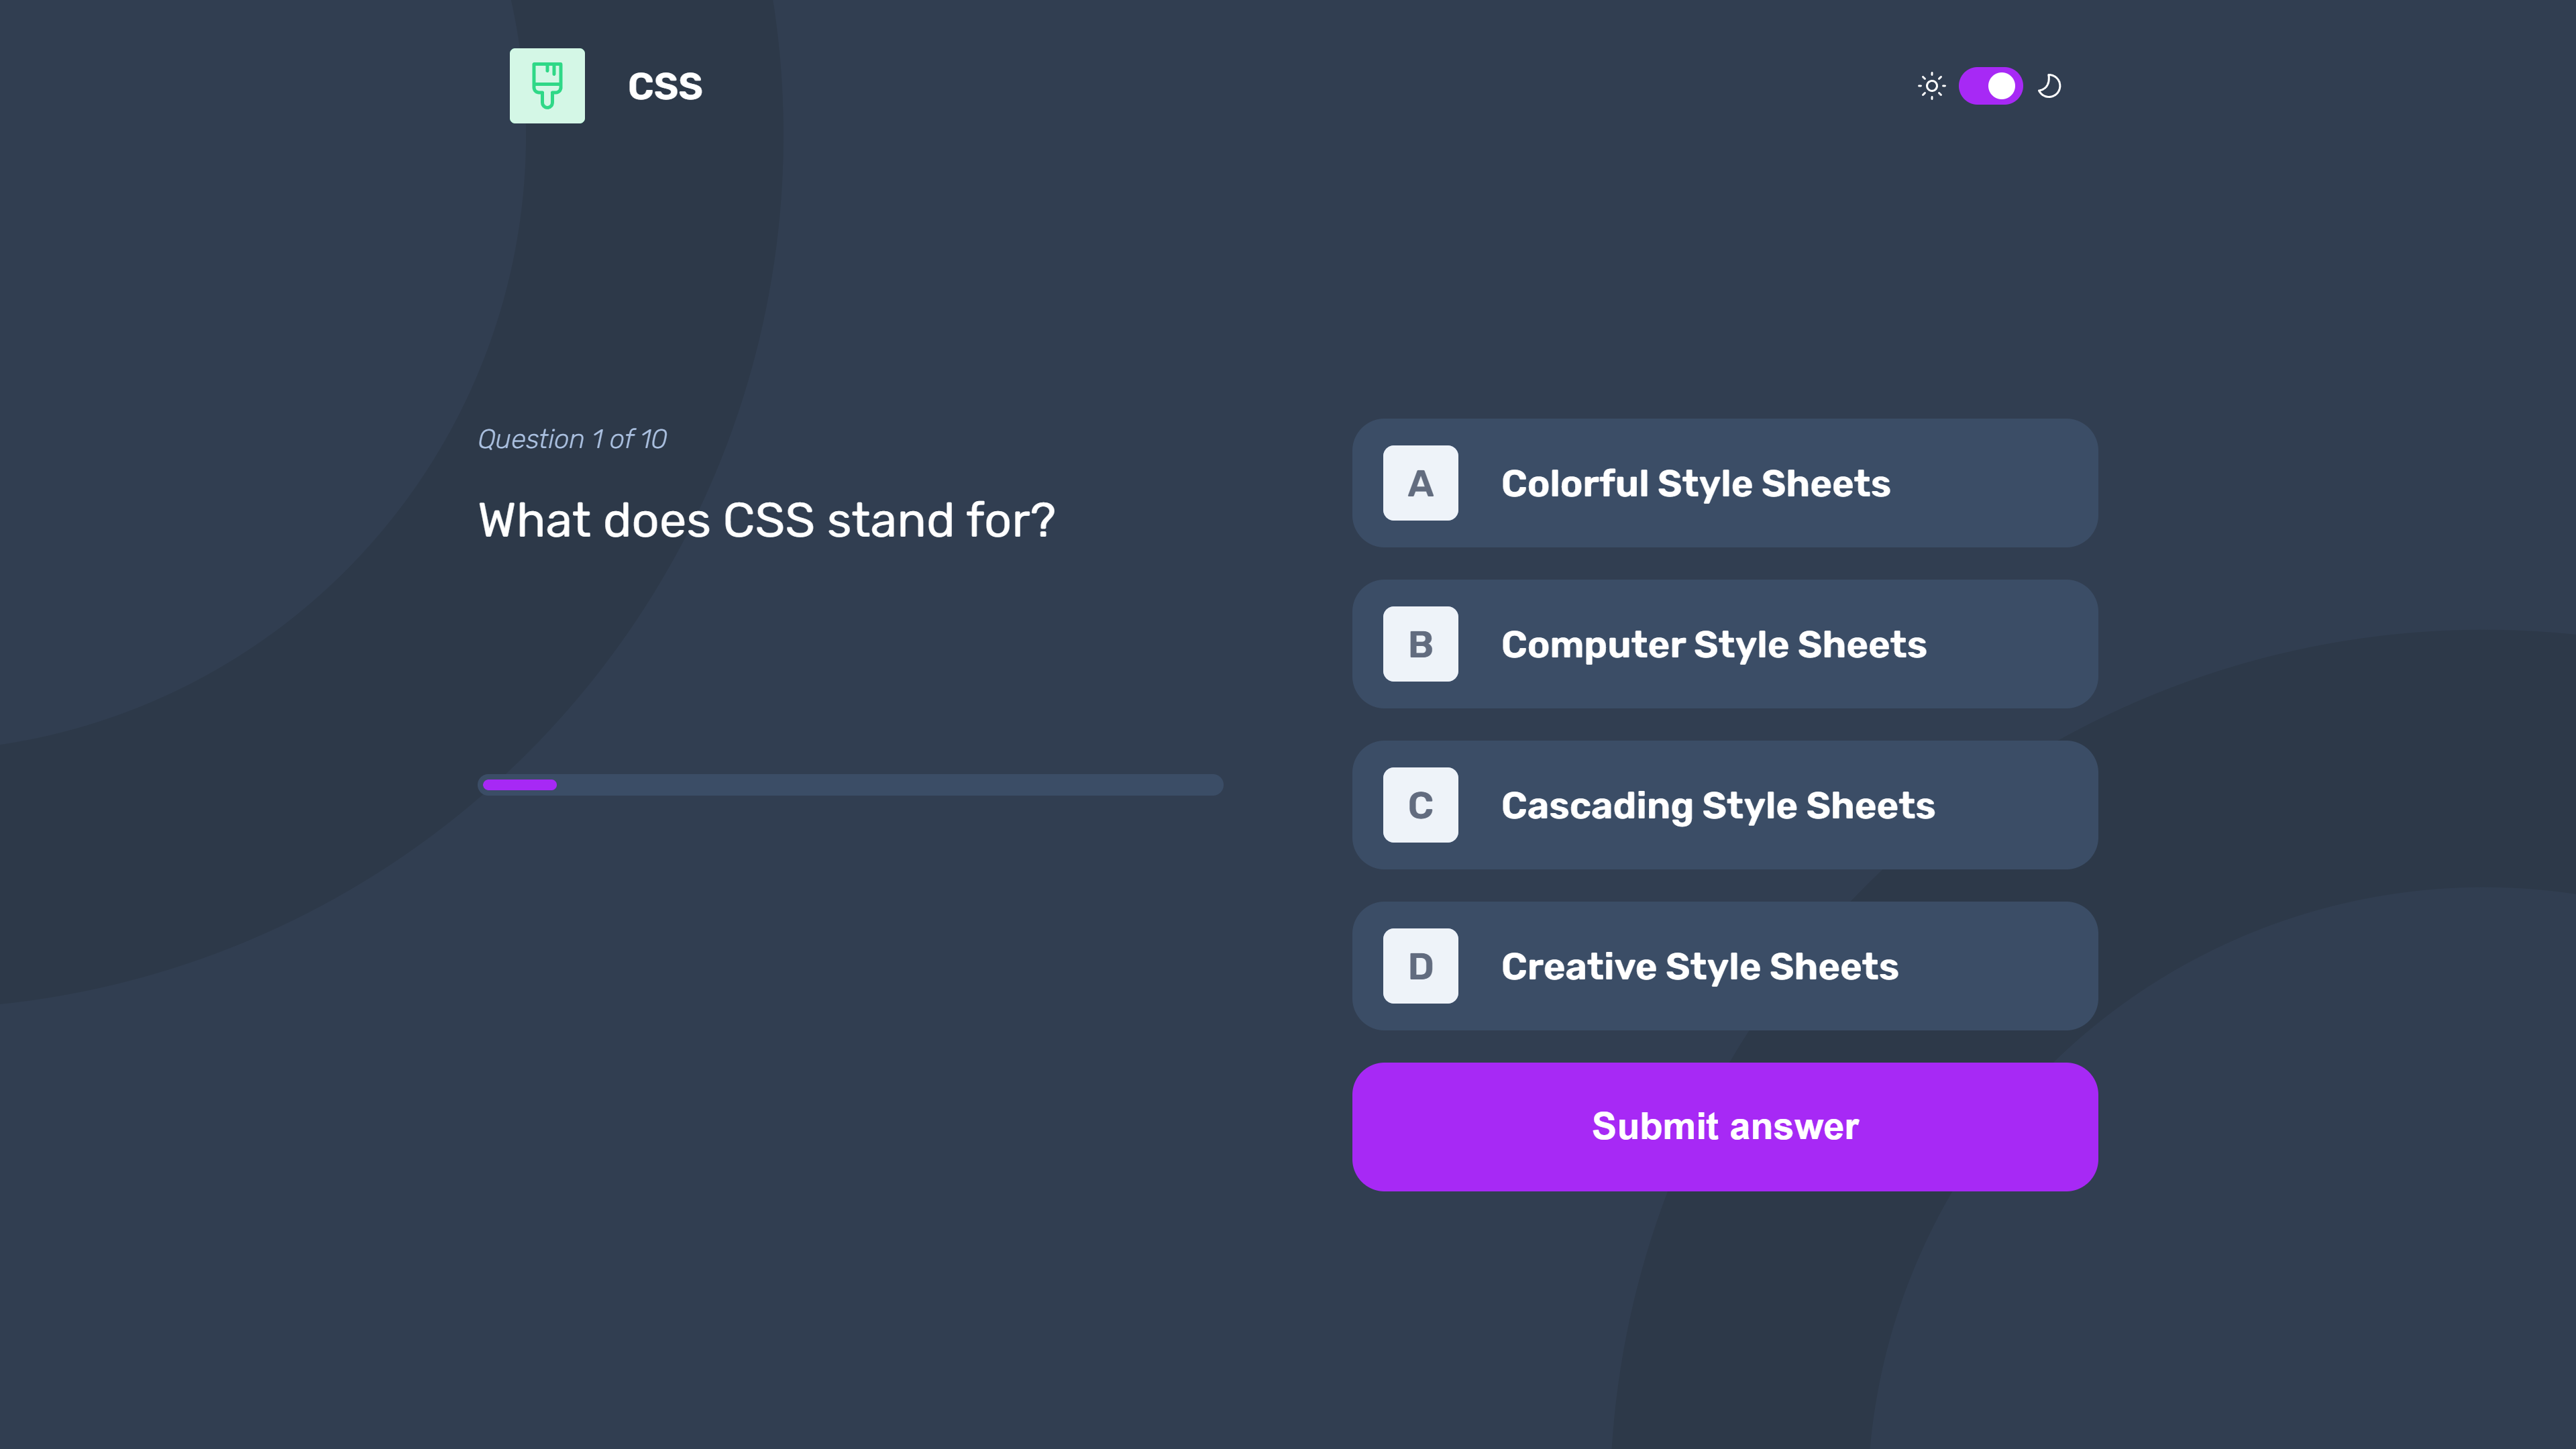 CSS
Question 1 of 10
What does CSS stand for?
A Colorful Style Sheets
B Computer Style Sheets
C Cascading Style Sheets
D Creative Style Sheets
Submit answer